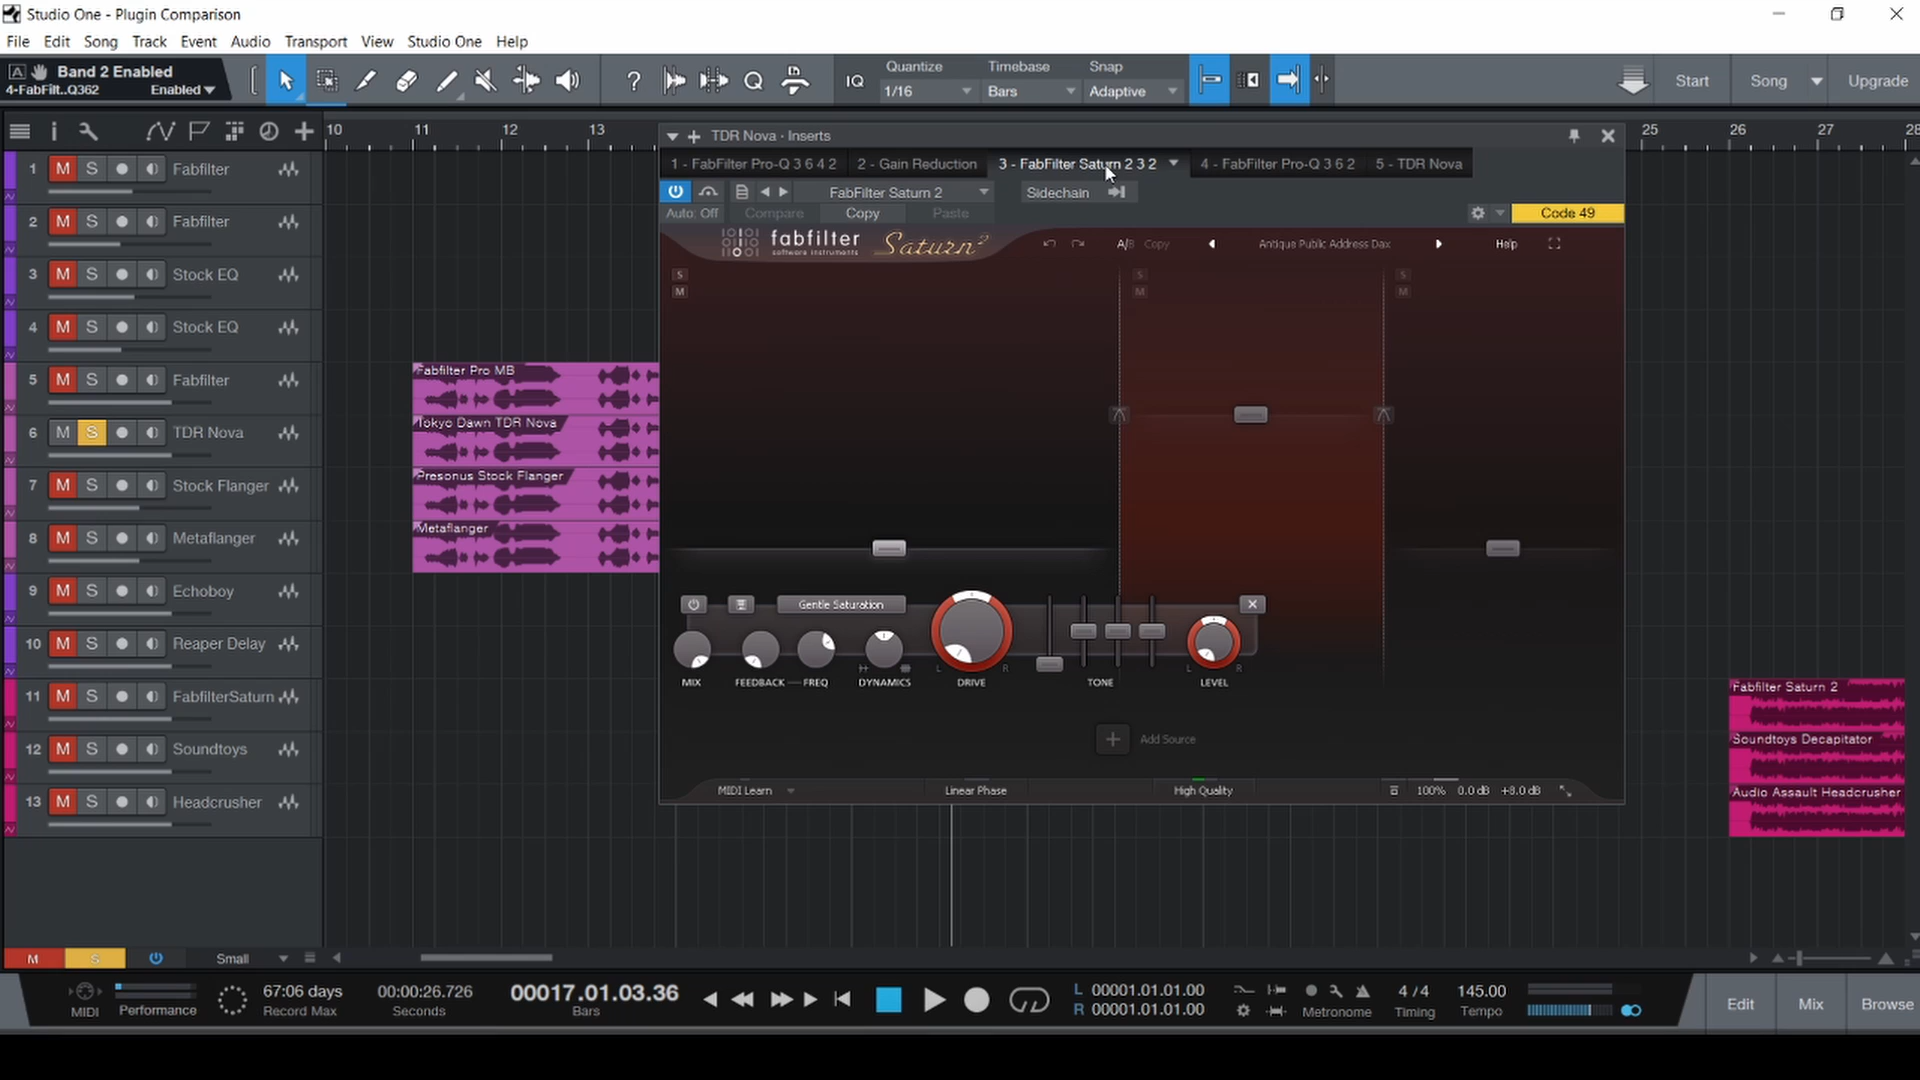 Studio One - Plugin Comparison
File Edit Song Track Event Audio Transport View Studio One Help
A Band 2 Enabled
4-FabFilt..Q362 Enabled
? Q IQ
Quantize Timebase Snap
1/16 Bars Adaptive
Start Song Upgrade
10 11 12 13 25 26 27 28
TDR Nova · Inserts
1 - FabFilter Pro-Q 3 6 4 2 2 - Gain Reduction 3 - FabFilter Saturn 2 3 2 4 - FabFilter Pro-Q 3 6 2 5 - TDR Nova
FabFilter Saturn 2 Sidechain
Auto: Off Compare Copy Paste Code 49
fabfilter Saturn 2
software instruments
A/B Copy Antique Public Address Dax Help
S S S
M M M
1 M S Fabfilter
2 M S Fabfilter
3 M S Stock EQ
4 M S Stock EQ
5 M S Fabfilter
6 M S TDR Nova
7 M S Stock Flanger
8 M S Metaflanger
9 M S Echoboy
10 M S Reaper Delay
11 M S FabfilterSaturn
12 M S Soundtoys
13 M S Headcrusher
Fabfilter Pro MB
Tokyo Dawn TDR Nova
Presonus Stock Flanger
Metaflanger
Gentle Saturation
L R L R
MIX FEEDBACK FREQ DYNAMICS DRIVE TONE LEVEL
Add Source
MIDI Learn Linear Phase High Quality 100% 0.0 dB +8.0 dB
Fabfilter Saturn 2
Soundtoys Decapitator
Audio Assault Headcrusher
M S Small
MIDI Performance
67:06 days
Record Max
00:00:26.726
Seconds
00017.01.03.36
Bars
L 00001.01.01.00
R 00001.01.01.00
Metronome
4 / 4
Timing
145.00
Tempo
Edit Mix Browse